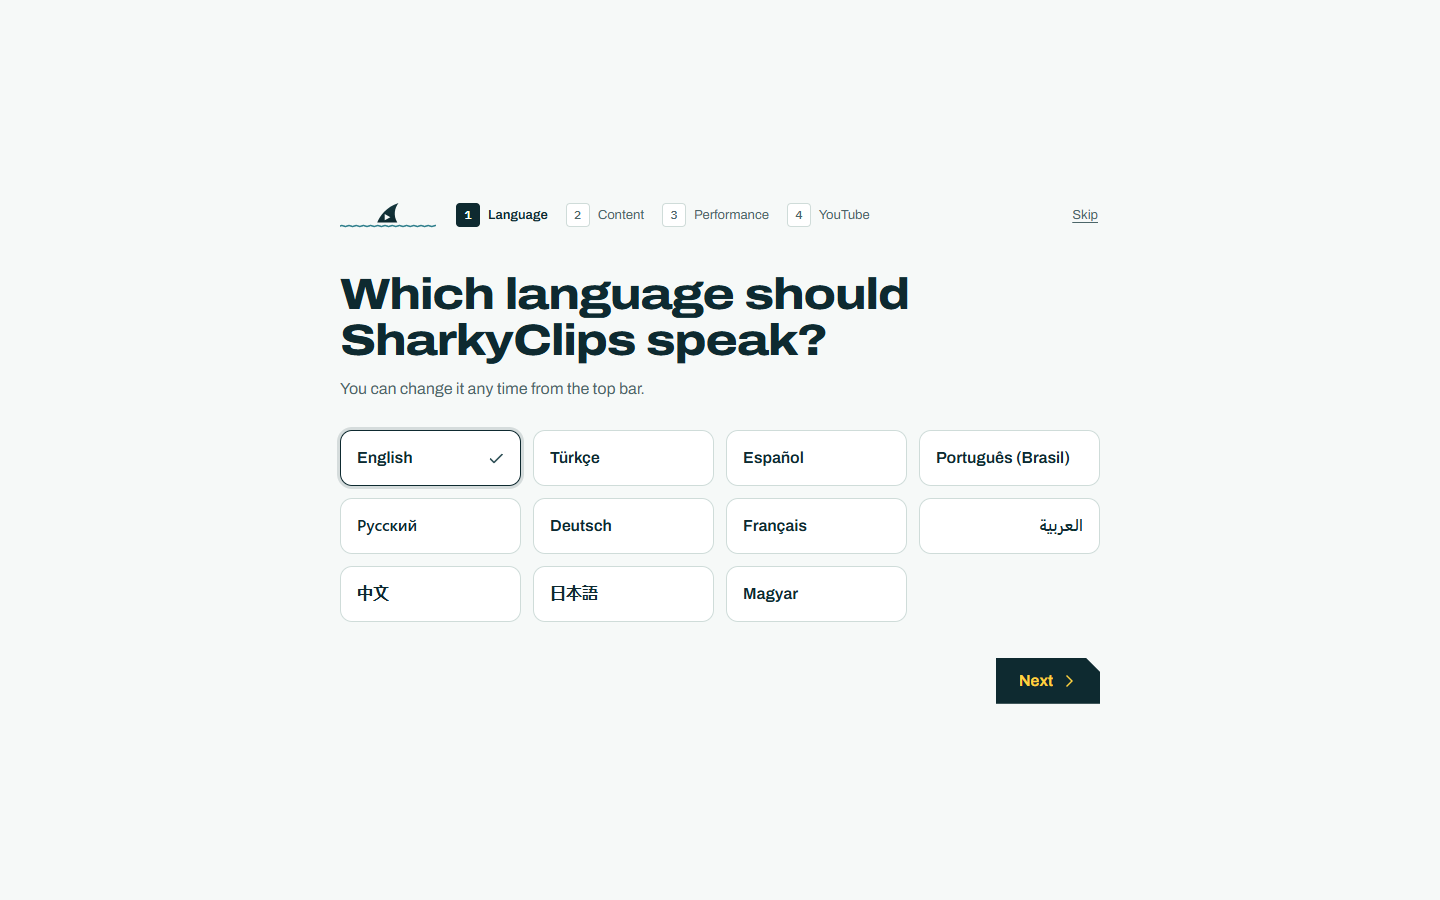 1 Language 2 Content 3 Performance 4 YouTube Skip
Which language should
SharkyClips speak?
You can change it any time from the top bar.
English Türkçe Español Português (Brasil)
Русский Deutsch Français العربية
中文 日本語 Magyar
Next